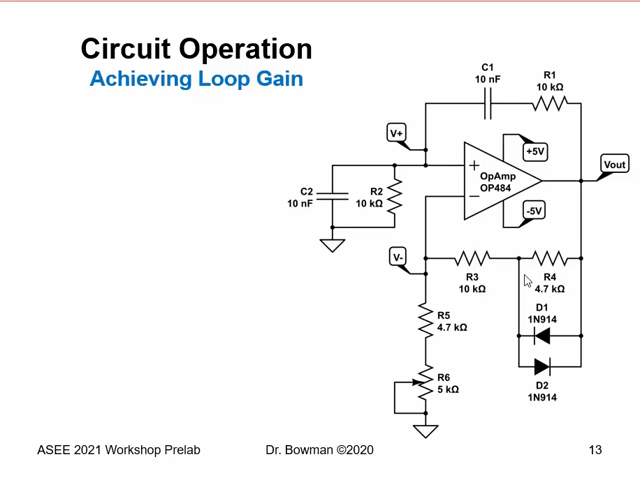 Circuit Operation
Achieving Loop Gain
C1
10 nF
R1
10 kΩ
V+
+5V
+
OpAmp
OP484
−
Vout
C2
10 nF
R2
10 kΩ
-5V
V-
R3
10 kΩ
R4
4.7 kΩ
D1
1N914
R5
4.7 kΩ
R6
5 kΩ
D2
1N914
ASEE 2021 Workshop Prelab
Dr. Bowman ©2020
13